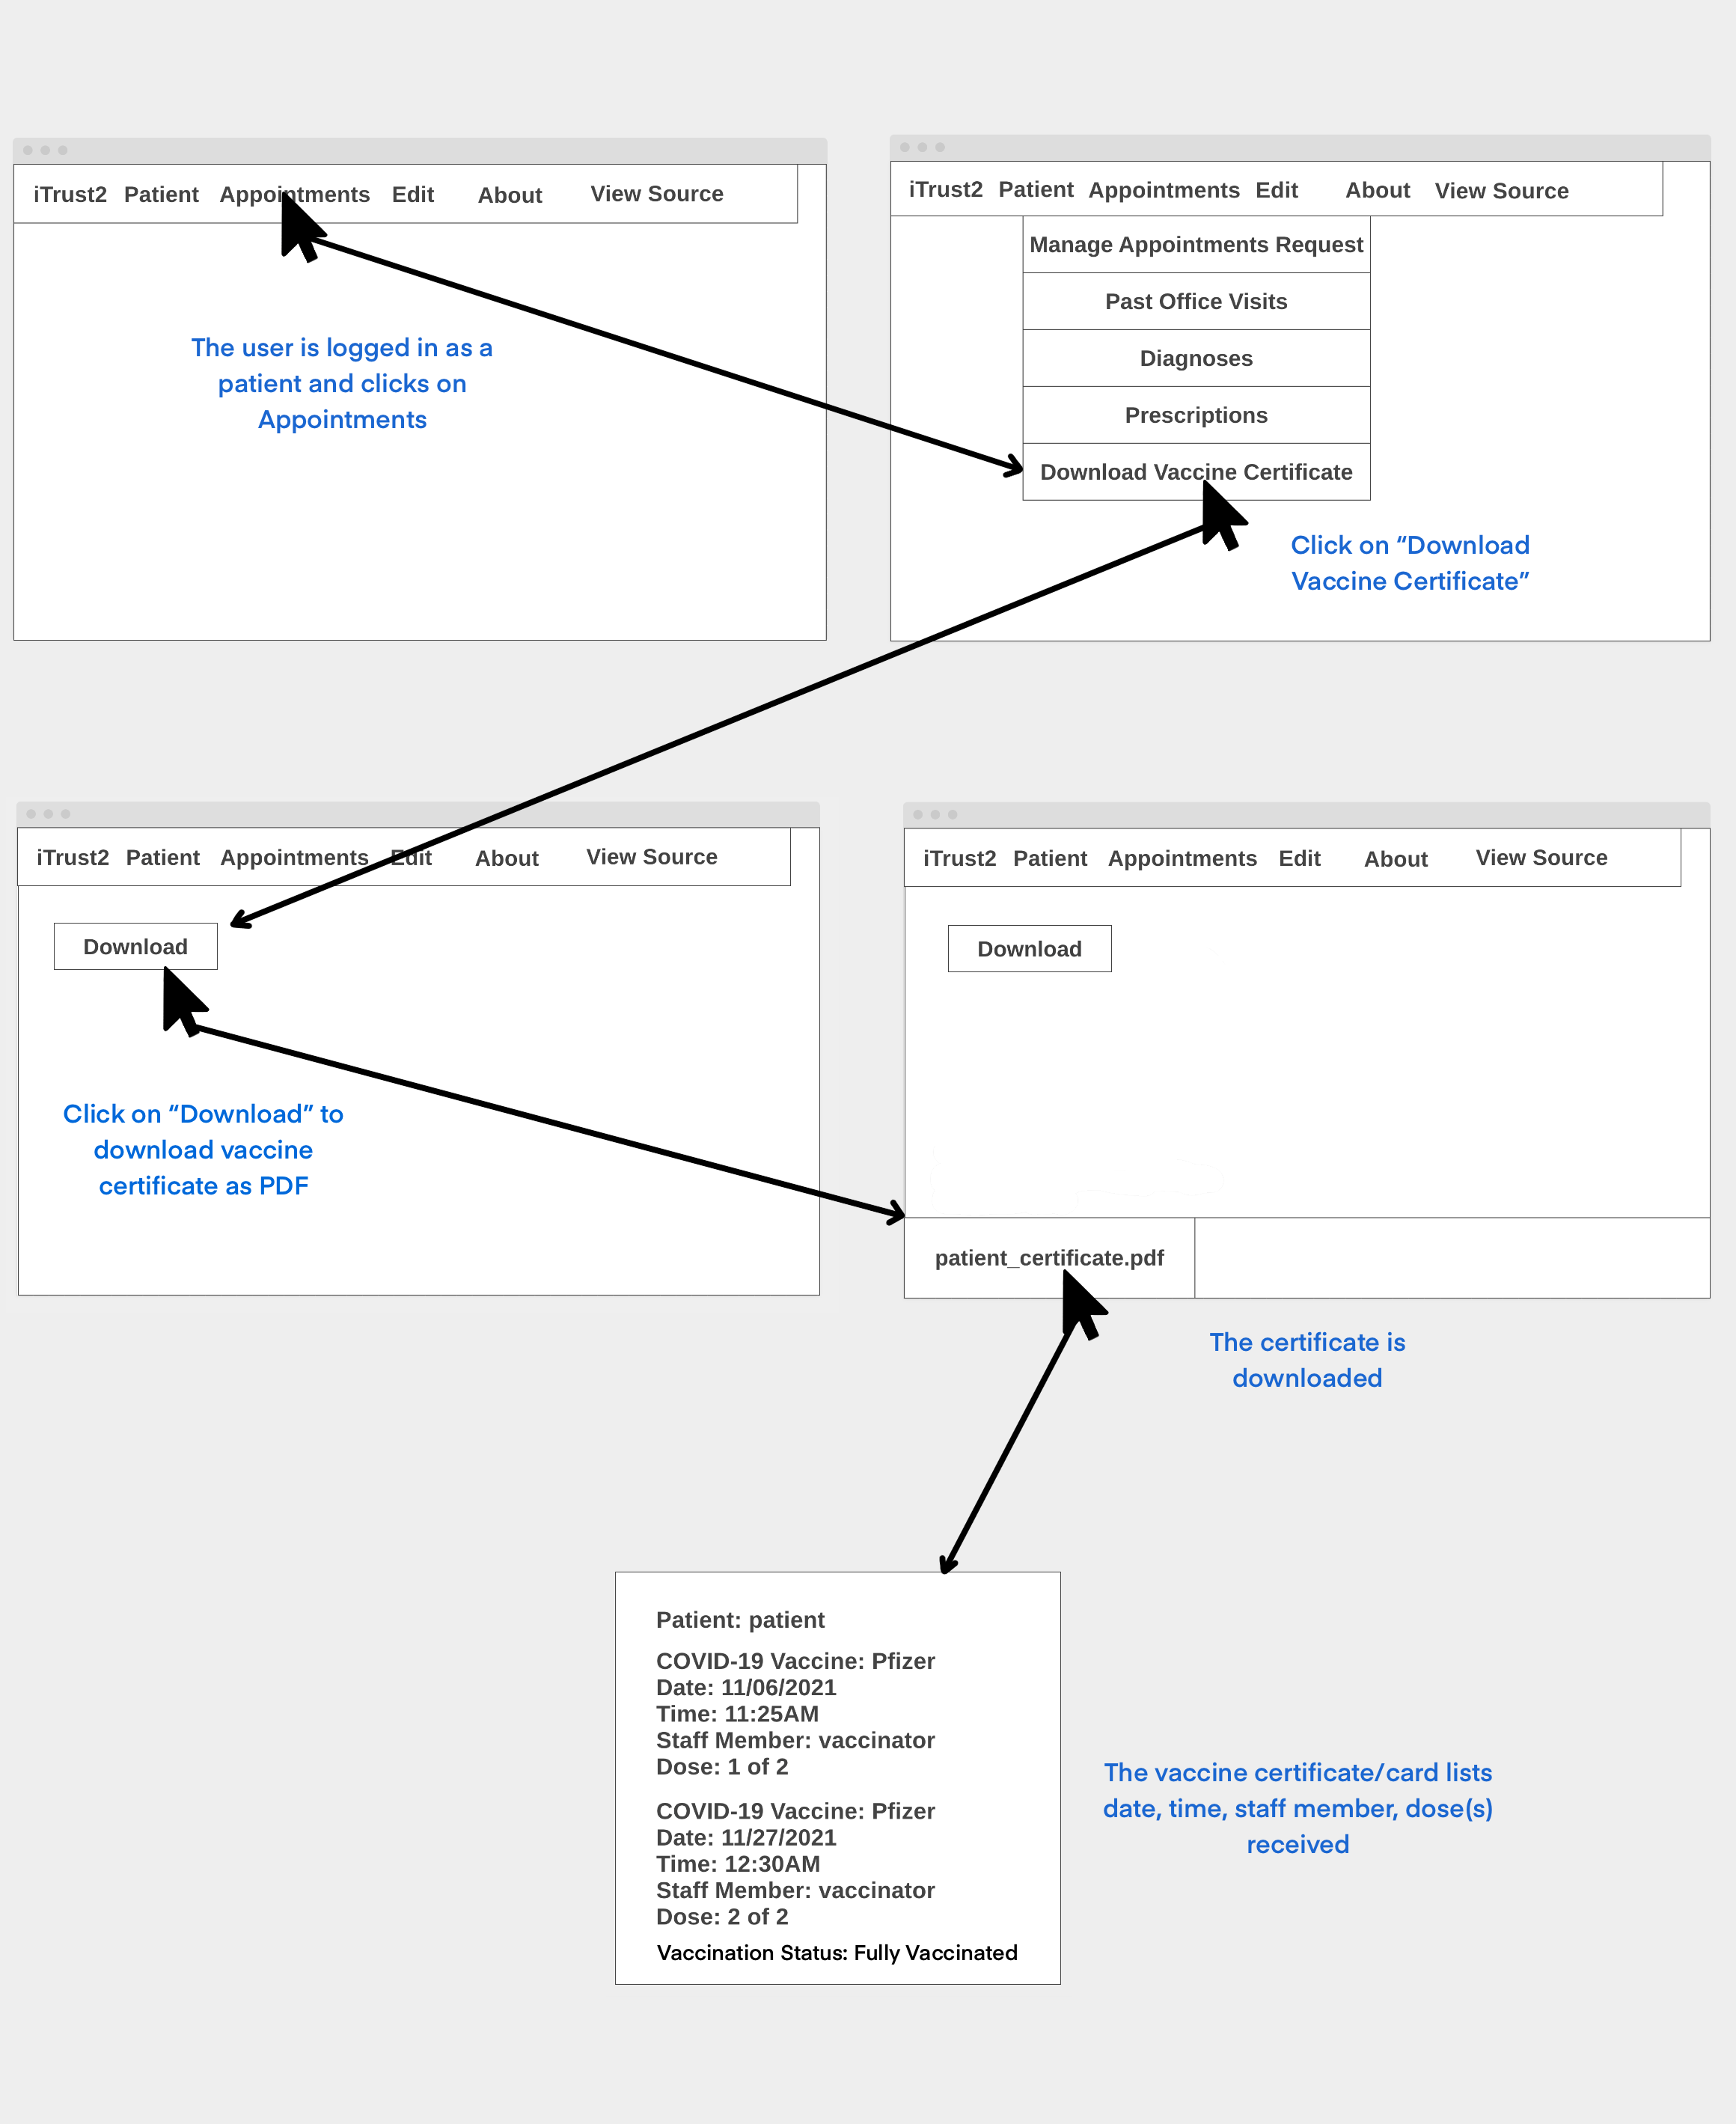 iTrust2 Patient Appointments Edit About View Source
The user is logged in as a
patient and clicks on
Appointments
iTrust2 Patient Appointments Edit About View Source
Manage Appointments Request
Past Office Visits
Diagnoses
Prescriptions
Download Vaccine Certificate
Click on “Download
Vaccine Certificate”
iTrust2 Patient Appointments Edit About View Source
Download
Click on “Download” to
download vaccine
certificate as PDF
iTrust2 Patient Appointments Edit About View Source
Download
patient_certificate.pdf
The certificate is
downloaded
Patient: patient
COVID-19 Vaccine: Pfizer
Date: 11/06/2021
Time: 11:25AM
Staff Member: vaccinator
Dose: 1 of 2
COVID-19 Vaccine: Pfizer
Date: 11/27/2021
Time: 12:30AM
Staff Member: vaccinator
Dose: 2 of 2
Vaccination Status: Fully Vaccinated
The vaccine certificate/card lists
date, time, staff member, dose(s)
received